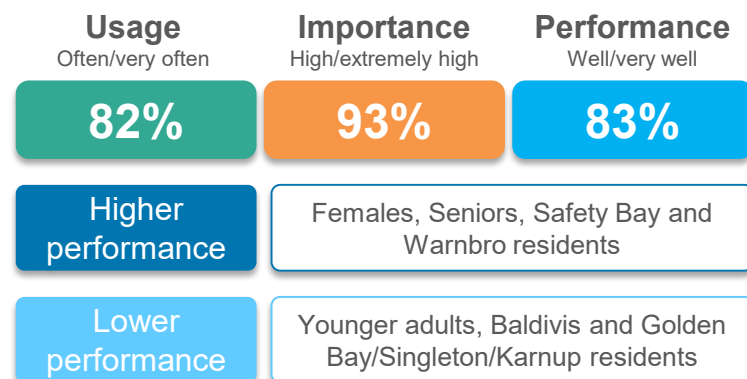 Usage
Importance
Performance
Often/very often
High/extremely high
Well/very well
82%
93%
83%
Higher
performance
Females, Seniors, Safety Bay and
Warnbro residents
Lower
performance
Younger adults, Baldivis and Golden
Bay/Singleton/Karnup residents